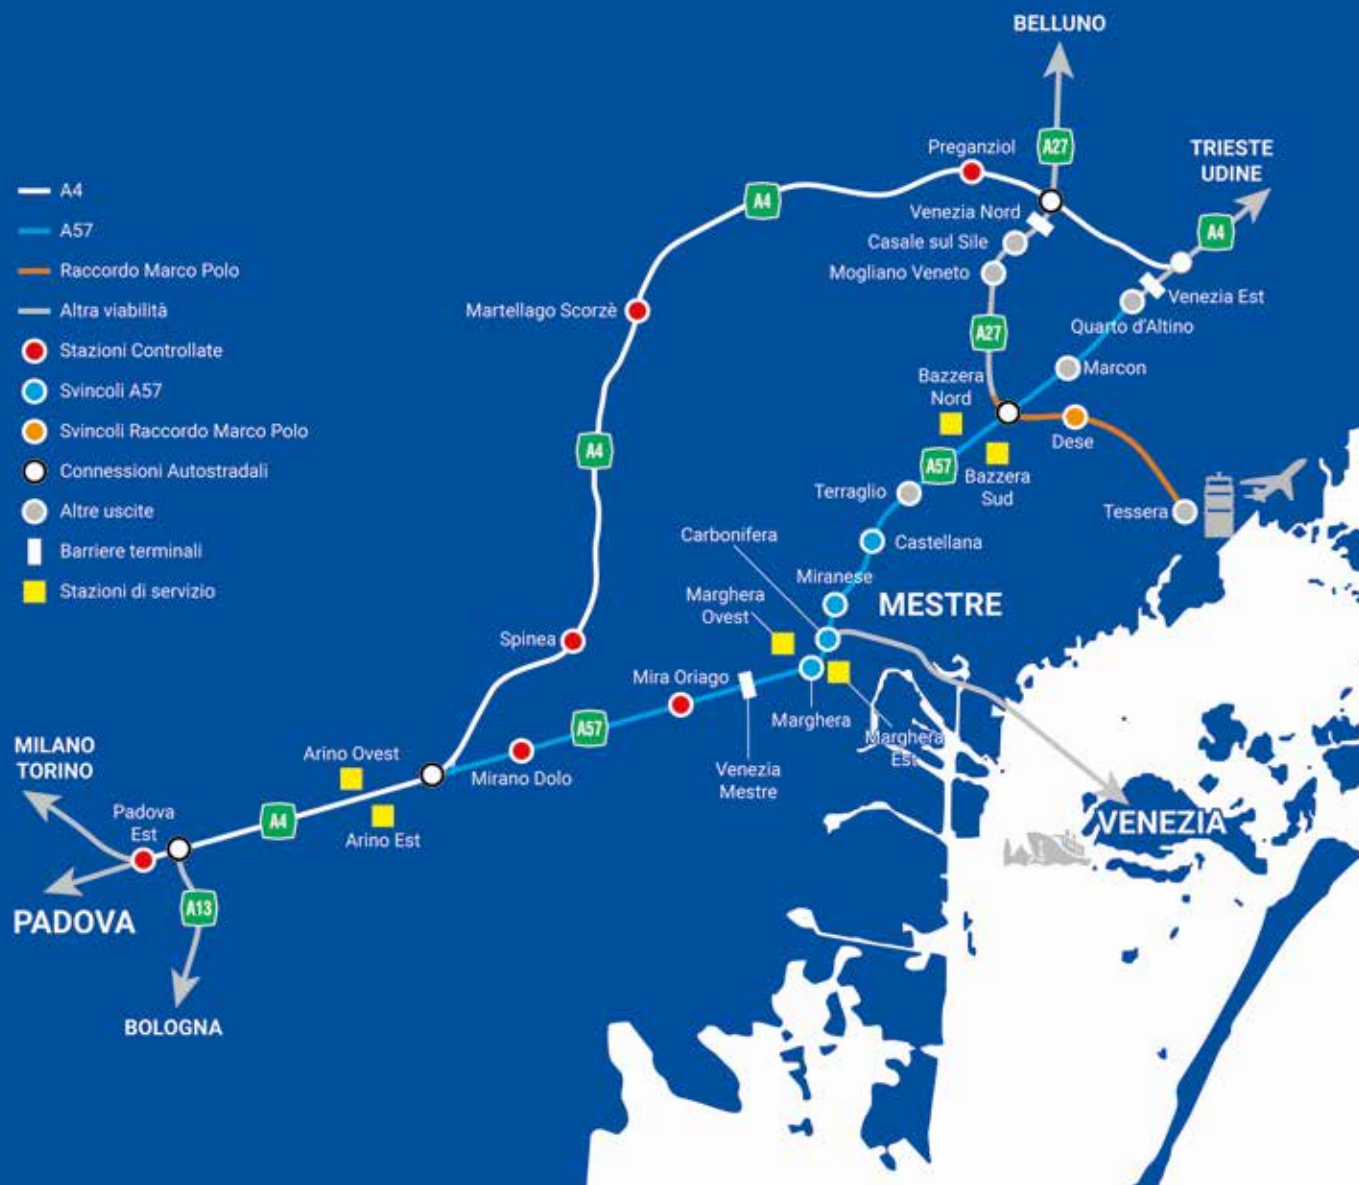 BELLUNO
A27
Preganziol
TRIESTE
UDINE
A4
A57
Raccordo Marco Polo
Altra viabilità
Stazioni Controllate
Svincoli A57
Svincoli Raccordo Marco Polo
Connessioni Autostradali
Altre uscite
Barriere terminali
Stazioni di servizio
A4
A4
Venezia Nord
Casale sul Sile
Mogliano Veneto
Venezia Est
Quarto d'Altino
Martellago Scorzè
A27
Marcon
Bazzera
Nord
Dese
A4
A57
Bazzera
Sud
Terraglio
Tessera
Carbonifera
Castellana
Miranese
MESTRE
Marghera
Ovest
Spinea
Mira Oriago
Marghera
A57
Marghera
Est
MILANO
TORINO
Arino Ovest
Mirano Dolo
Venezia
Mestre
Padova
Est
A4
Arino Est
VENEZIA
A13
PADOVA
BOLOGNA